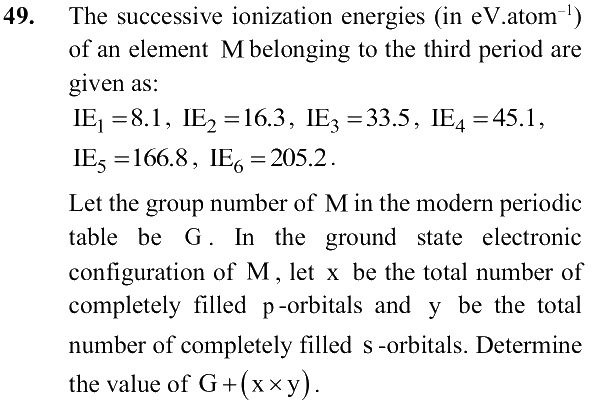 49. The successive ionization energies (in eV.atom⁻¹)
of an element M belonging to the third period are
given as:
IE₁ = 8.1, IE₂ = 16.3, IE₃ = 33.5, IE₄ = 45.1,
IE₅ = 166.8, IE₆ = 205.2.
Let the group number of M in the modern periodic
table be G. In the ground state electronic
configuration of M, let x be the total number of
completely filled p-orbitals and y be the total
number of completely filled s-orbitals. Determine
the value of G+(x×y).